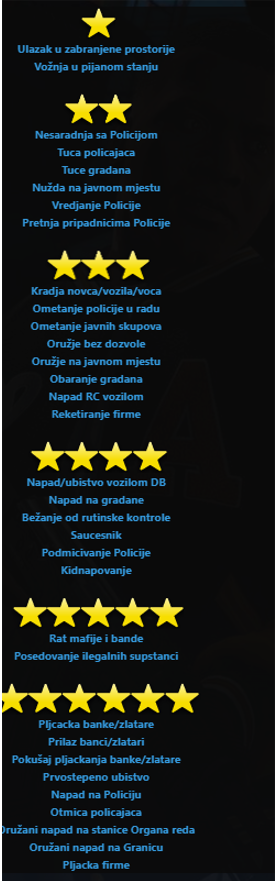 Ulazak u zabranjene prostorije
Vožnja u pijanom stanju
Nesaradnja sa Policijom
Tuca policajaca
Tuce gradana
Nužda na javnom mjestu
Vredjanje Policije
Pretnja pripadnicima Policije
Kradja novca/vozila/voca
Ometanje policije u radu
Ometanje javnih skupova
Oružje bez dozvole
Oružje na javnom mjestu
Obaranje gradana
Napad RC vozilom
Reketiranje firme
Napad/ubistvo vozilom DB
Napad na gradane
Bežanje od rutinske kontrole
Saucesnik
Podmicivanje Policije
Kidnapovanje
Rat mafije i bande
Posedovanje ilegalnih supstanci
Pljcacka banke/zlatare
Prilaz banci/zlatari
Pokušaj pljackanja banke/zlatare
Prvostepeno ubistvo
Napad na Policiju
Otmica policajaca
Oružani napad na stanice Organa reda
Oružani napad na Granicu
Pljacka firme